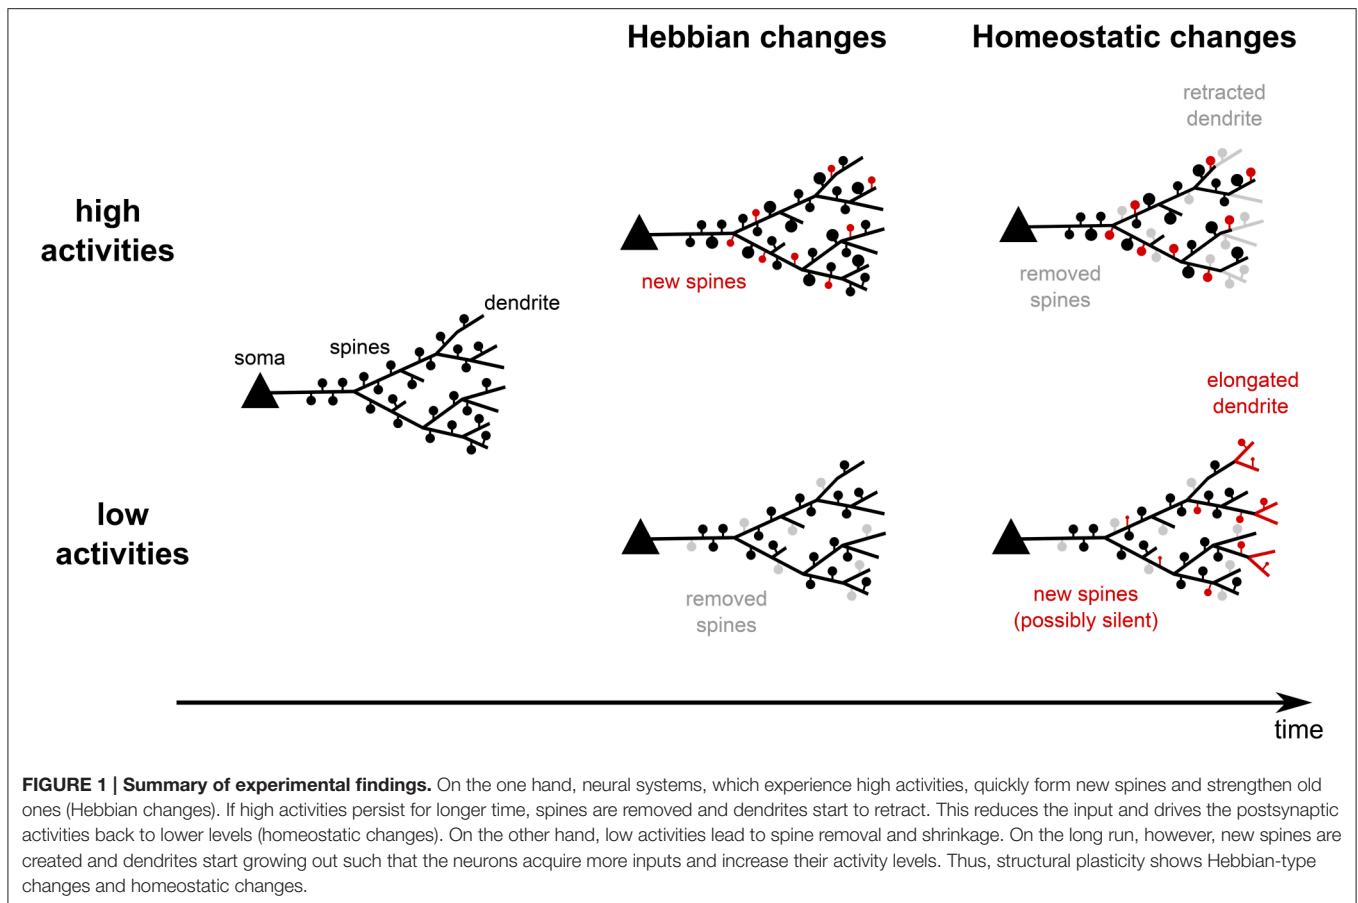 Hebbian changes
Homeostatic changes
retracted
dendrite
high
activities
new spines
removed
spines
dendrite
spines
soma
elongated
dendrite
low
activities
removed
spines
new spines
(possibly silent)
time
FIGURE 1 | Summary of experimental findings. On the one hand, neural systems, which experience high activities, quickly form new spines and strengthen old
ones (Hebbian changes). If high activities persist for longer time, spines are removed and dendrites start to retract. This reduces the input and drives the postsynaptic
activities back to lower levels (homeostatic changes). On the other hand, low activities lead to spine removal and shrinkage. On the long run, however, new spines are
created and dendrites start growing out such that the neurons acquire more inputs and increase their activity levels. Thus, structural plasticity shows Hebbian-type
changes and homeostatic changes.